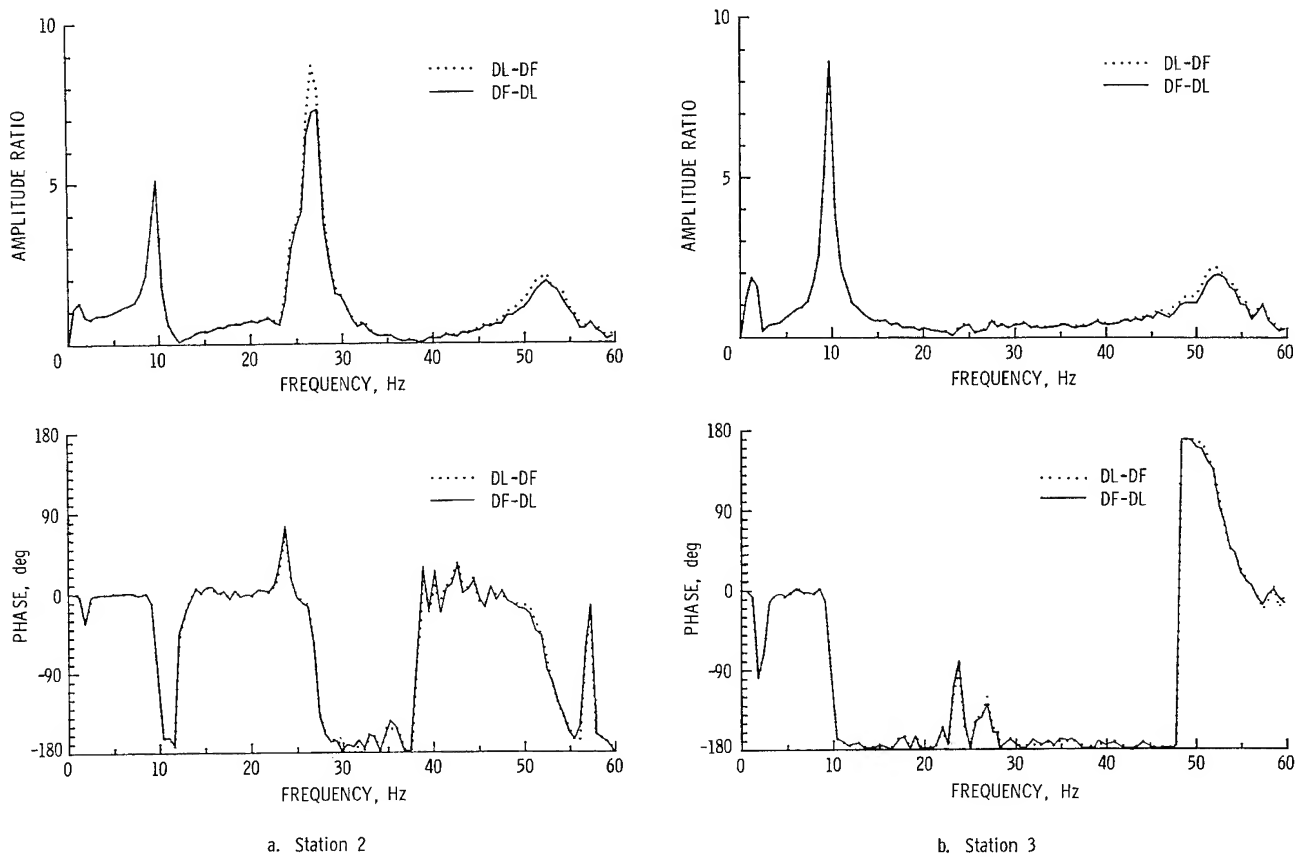 10
5
0
AMPLITUDE RATIO
DL-DF
DF-DL
0 10 20 30 40 50 60
FREQUENCY, Hz
10
5
0
AMPLITUDE RATIO
DL-DF
DF-DL
0 10 20 30 40 50 60
FREQUENCY, Hz
180
90
0
-90
-180
PHASE, deg
DL-DF
DF-DL
0 10 20 30 40 50 60
FREQUENCY, Hz
a. Station 2
180
90
0
-90
-180
PHASE, deg
DL-DF
DF-DL
0 10 20 30 40 50 60
FREQUENCY, Hz
b. Station 3